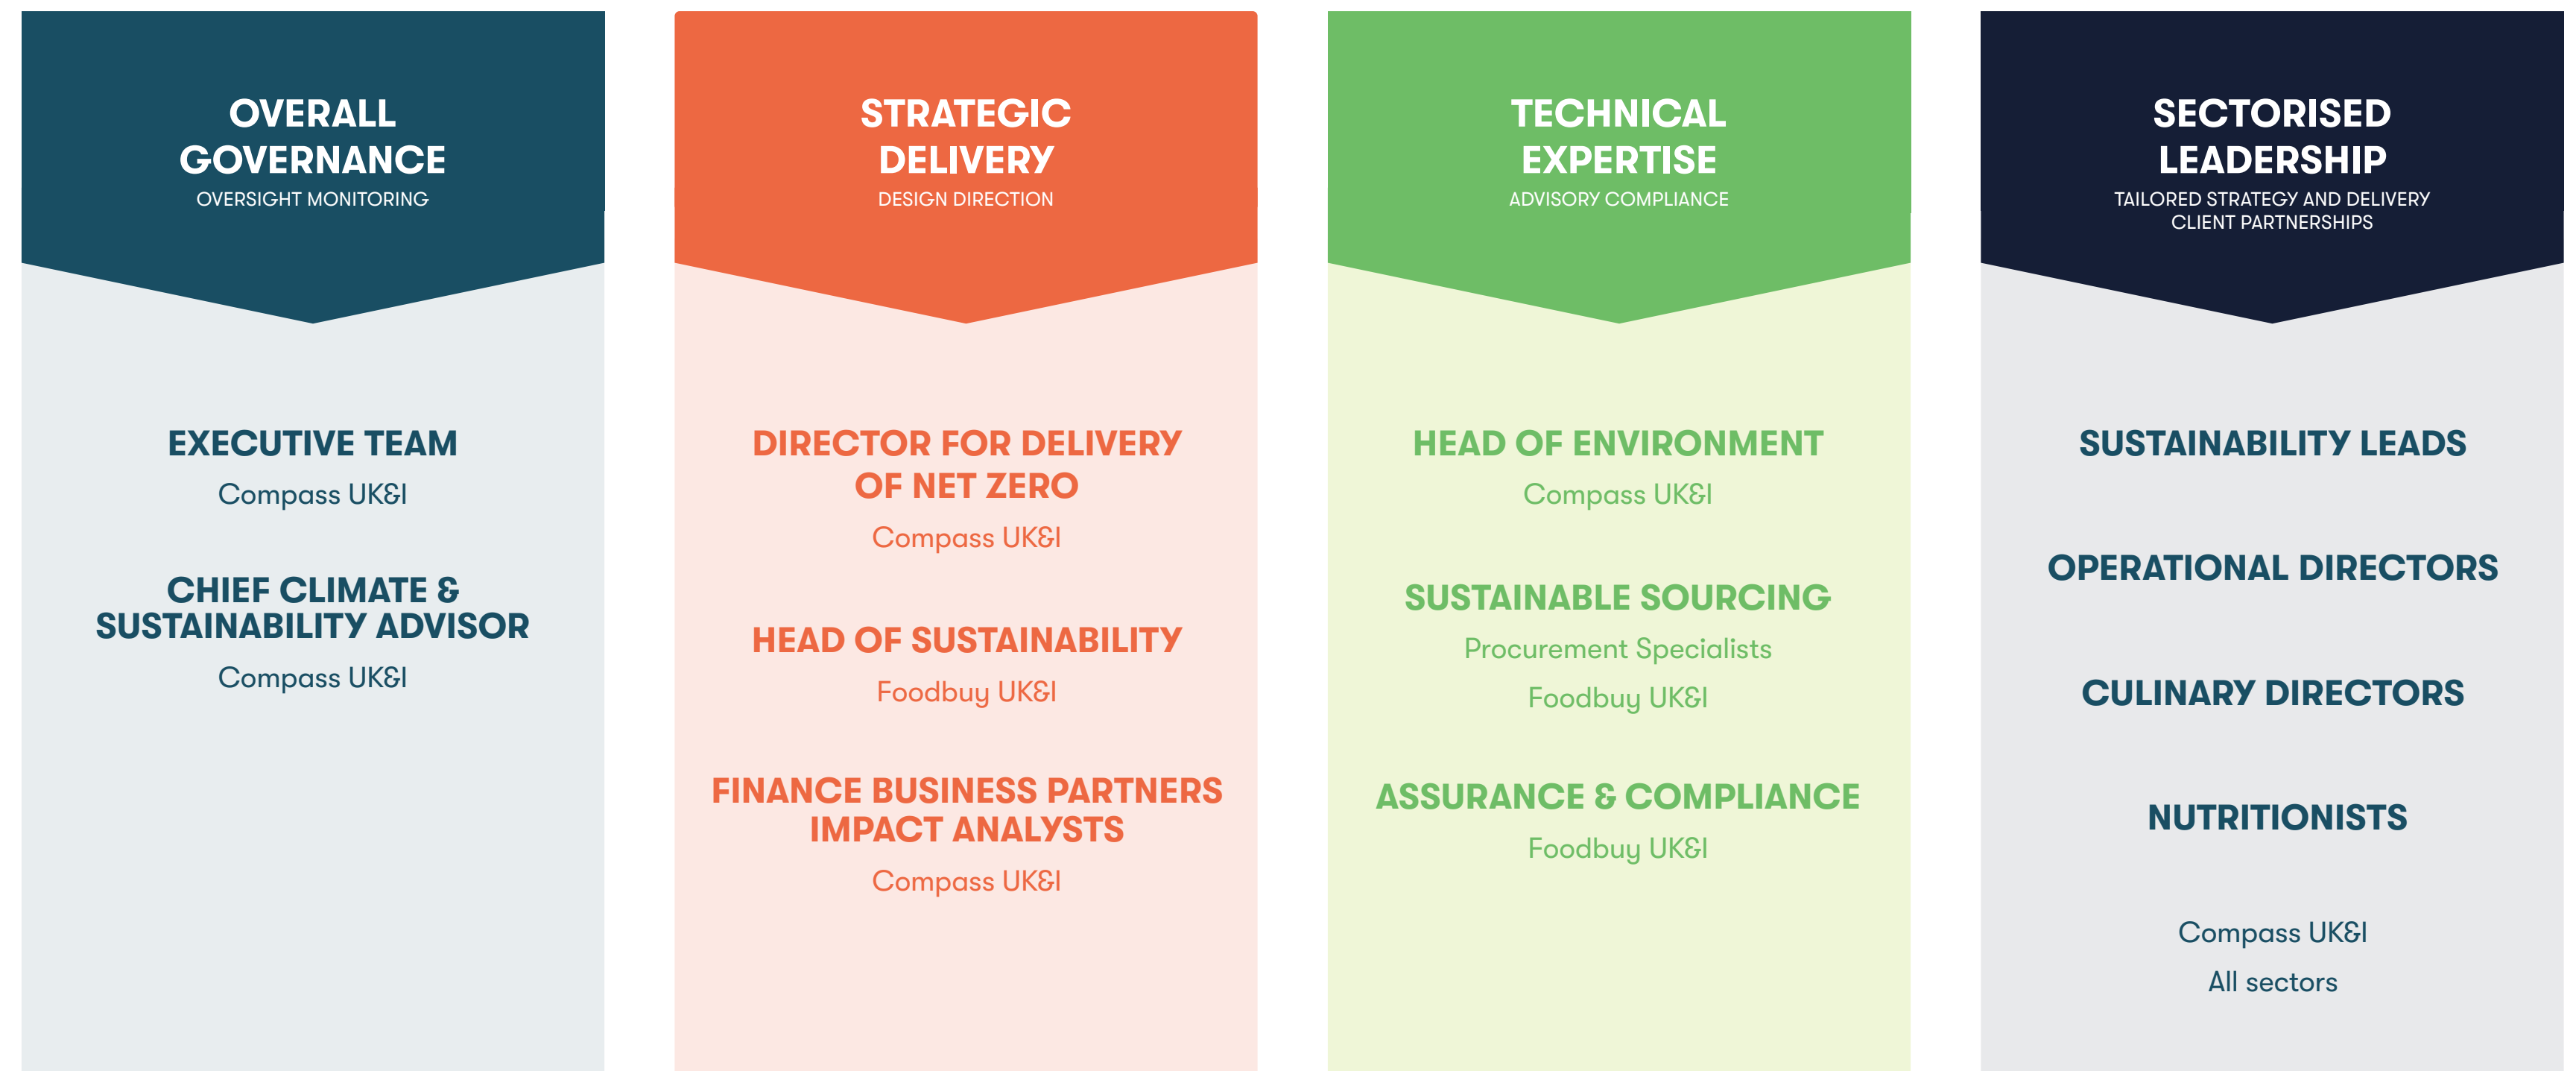 OVERALL
GOVERNANCE
OVERSIGHT MONITORING
EXECUTIVE TEAM
Compass UK&I
CHIEF CLIMATE &
SUSTAINABILITY ADVISOR
Compass UK&I
STRATEGIC
DELIVERY
DESIGN DIRECTION
DIRECTOR FOR DELIVERY
OF NET ZERO
Compass UK&I
HEAD OF SUSTAINABILITY
Foodbuy UK&I
FINANCE BUSINESS PARTNERS
IMPACT ANALYSTS
Compass UK&I
TECHNICAL
EXPERTISE
ADVISORY COMPLIANCE
HEAD OF ENVIRONMENT
Compass UK&I
SUSTAINABLE SOURCING
Procurement Specialists
Foodbuy UK&I
ASSURANCE & COMPLIANCE
Foodbuy UK&I
SECTORISED
LEADERSHIP
TAILORED STRATEGY AND DELIVERY
CLIENT PARTNERSHIPS
SUSTAINABILITY LEADS
OPERATIONAL DIRECTORS
CULINARY DIRECTORS
NUTRITIONISTS
Compass UK&I
All sectors